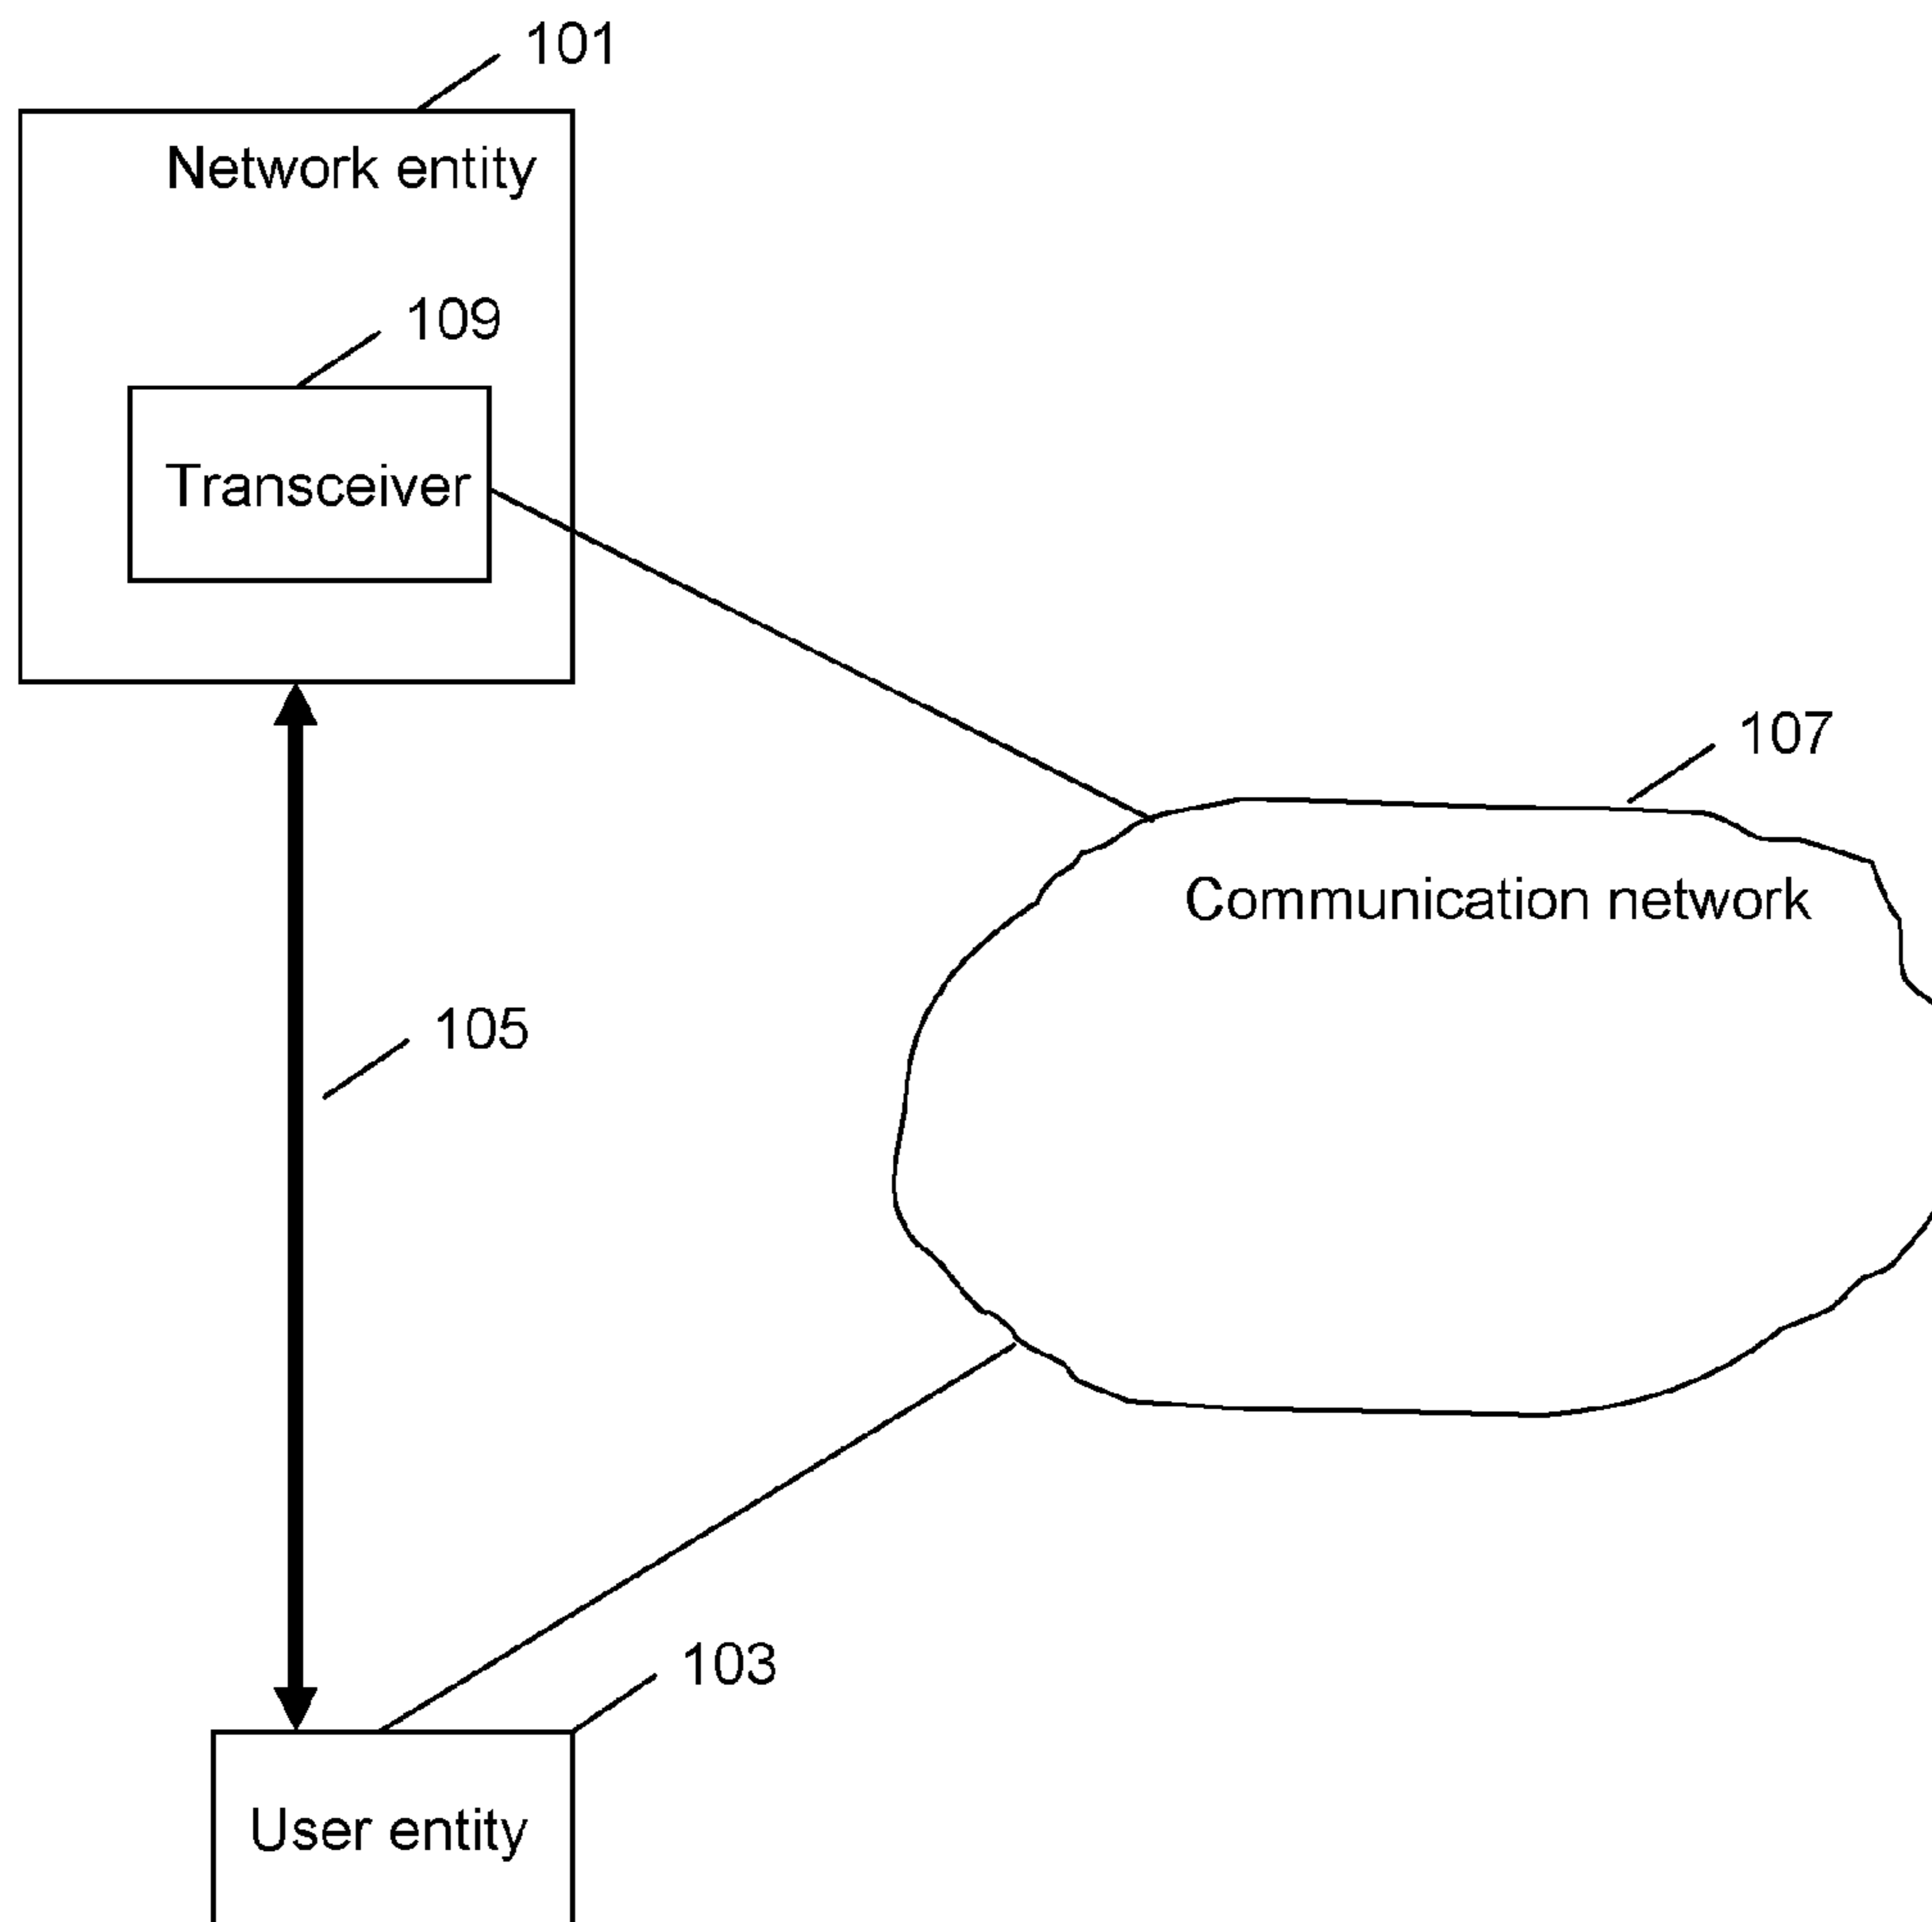 101
Network entity
109
Transceiver
107
Communication network
105
103
User entity